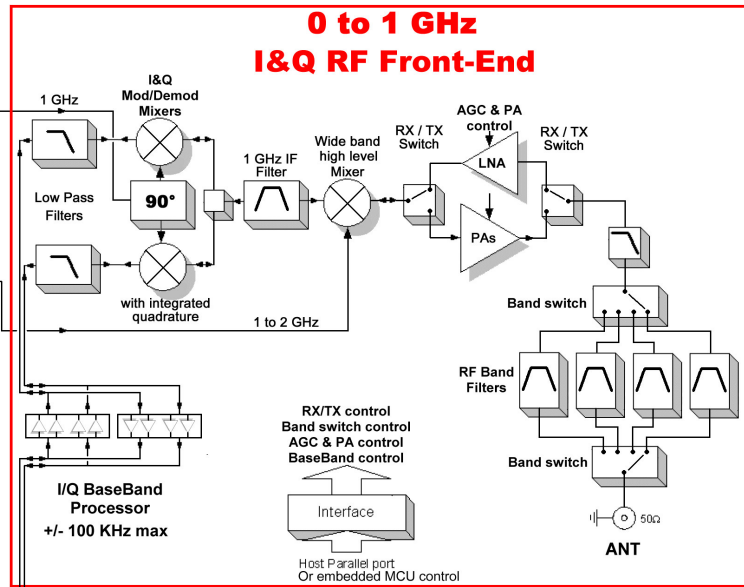 0 to 1 GHz
I&Q RF Front-End
I&Q
Mod/Demod
Mixers
1 GHz
Low Pass
Filters
90°
with integrated
quadrature
1 GHz IF
Filter
Wide band
high level
Mixer
1 to 2 GHz
RX / TX
Switch
AGC & PA
control
LNA
PAs
RX / TX
Switch
Band switch
RF Band
Filters
Band switch
50Ω
ANT
I/Q BaseBand
Processor
+/- 100 KHz max
RX/TX control
Band switch control
AGC & PA control
BaseBand control
Interface
Host Parallel port
Or embedded MCU control